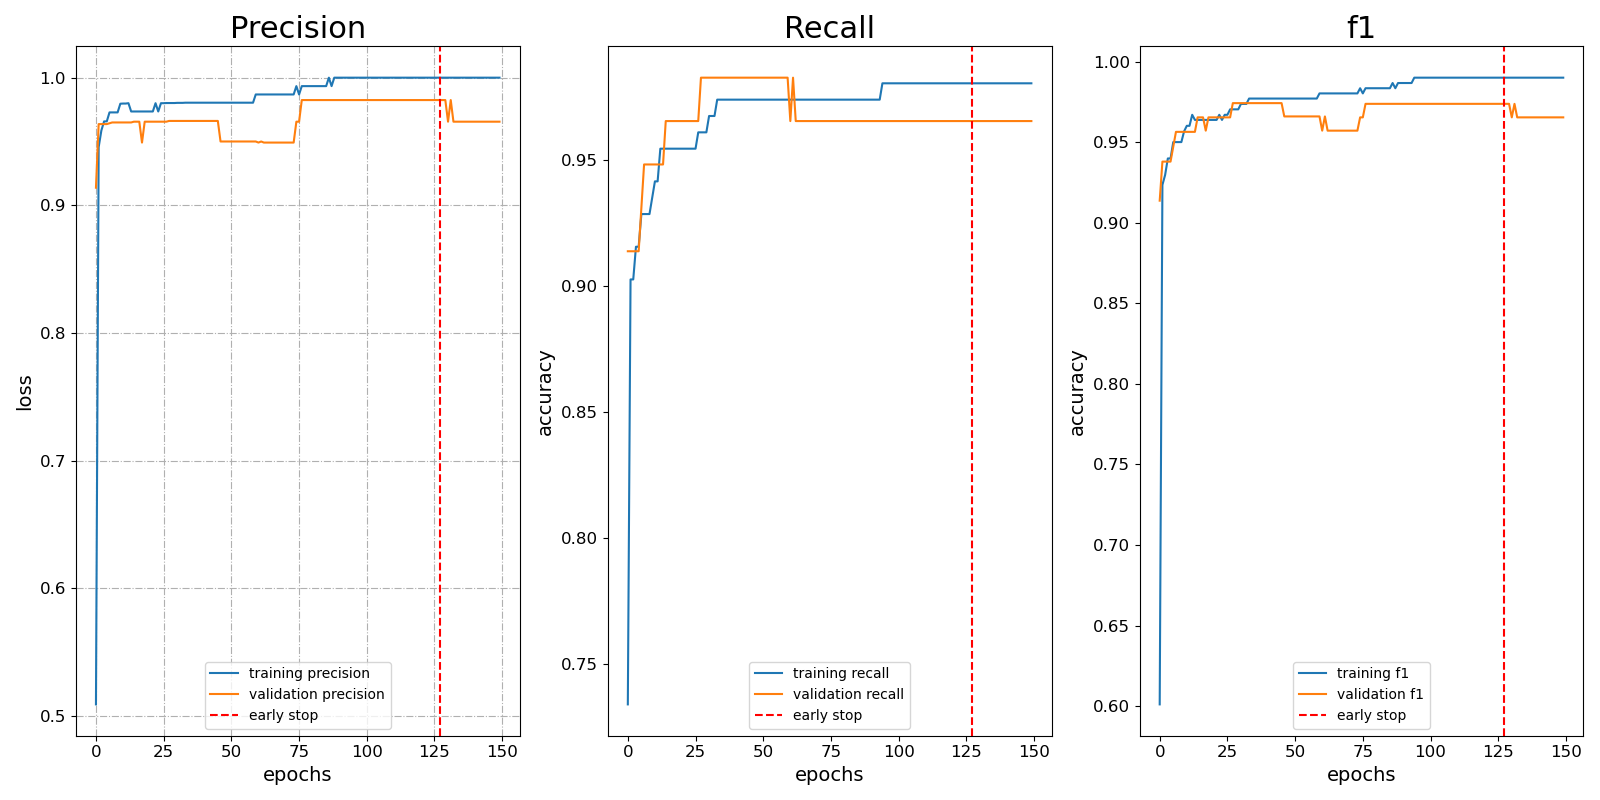 Precision
1.0
0.9
0.8
0.7
0.6
0.5
loss
training precision
validation precision
early stop
0 25 50 75 100 125 150
epochs
Recall
0.95
0.90
0.85
0.80
0.75
accuracy
training recall
validation recall
early stop
0 25 50 75 100 125 150
epochs
f1
1.00
0.95
0.90
0.85
0.80
0.75
0.70
0.65
0.60
accuracy
training f1
validation f1
early stop
0 25 50 75 100 125 150
epochs